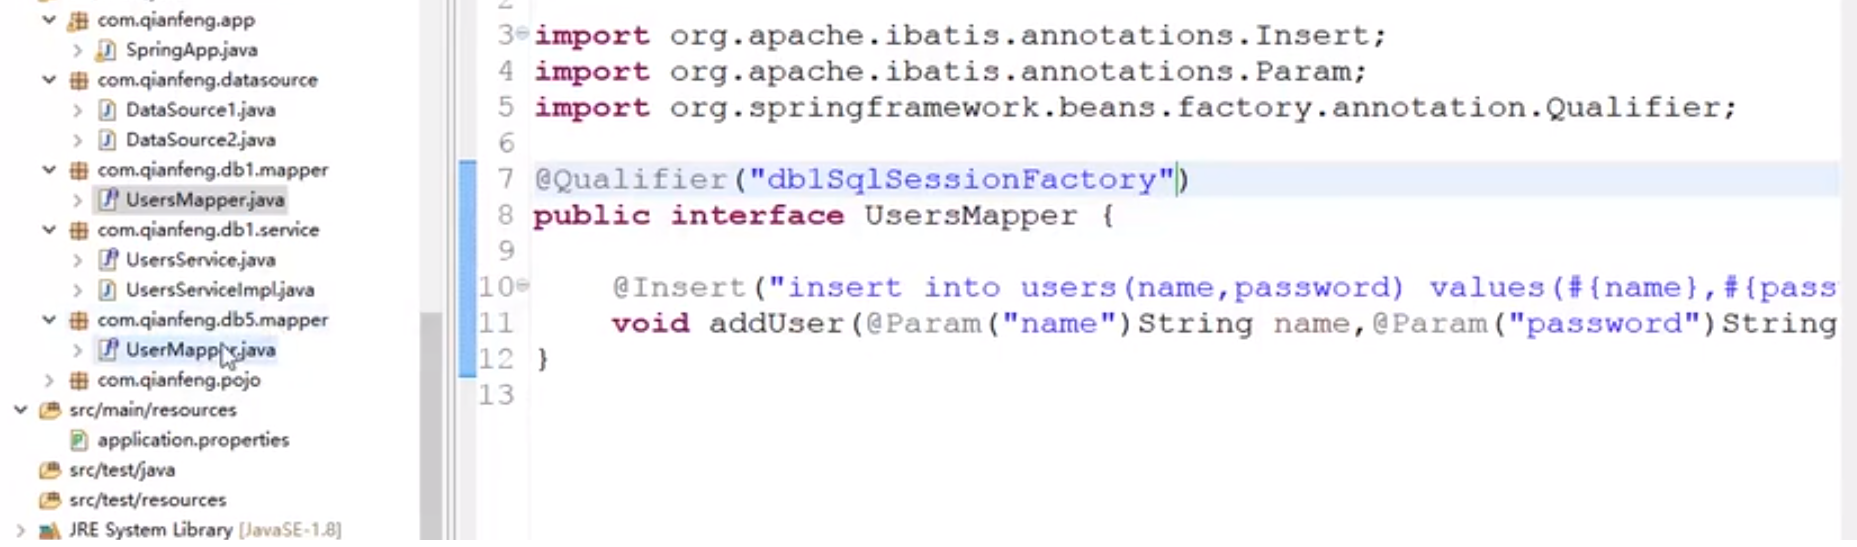 com.qianfeng.app
SpringApp.java
com.qianfeng.datasource
DataSource1.java
DataSource2.java
com.qianfeng.db1.mapper
UsersMapper.java
com.qianfeng.db1.service
UsersService.java
UsersServiceImpl.java
com.qianfeng.db5.mapper
UserMapper.java
com.qianfeng.pojo
src/main/resources
application.properties
src/test/java
src/test/resources
JRE System Library [JavaSE-1.8]
3 import org.apache.ibatis.annotations.Insert;
4 import org.apache.ibatis.annotations.Param;
5 import org.springframework.beans.factory.annotation.Qualifier;
6
7 @Qualifier("db1SqlSessionFactory")
8 public interface UsersMapper {
9
10 @Insert("insert into users(name,password) values(#{name},#{pass
11 void addUser(@Param("name")String name,@Param("password")String
12 }
13